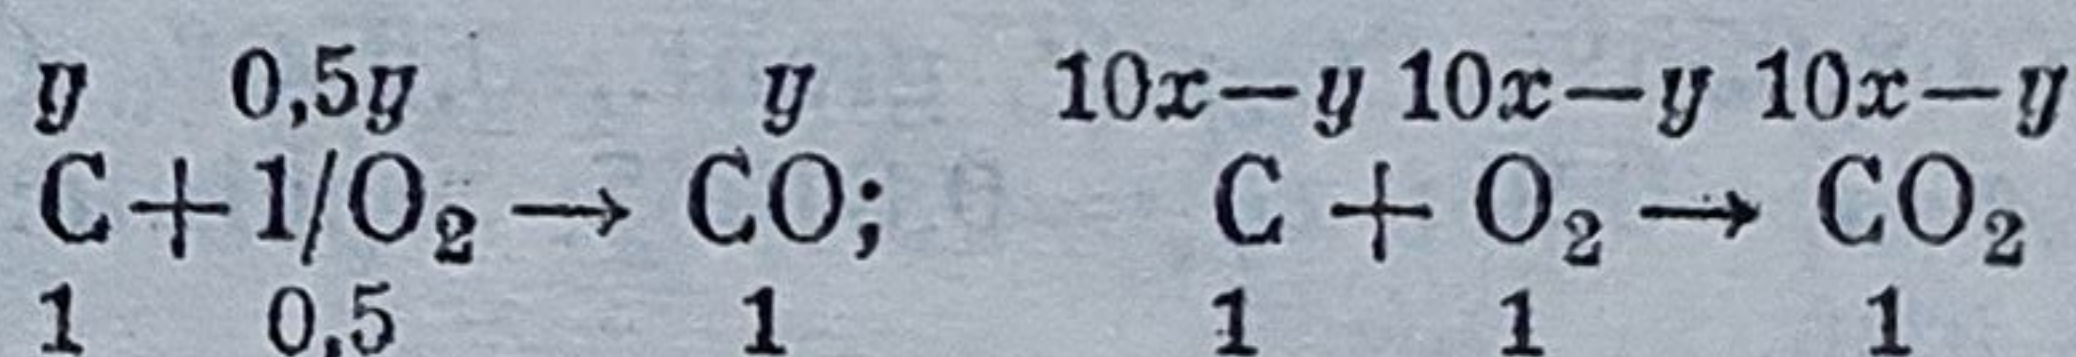 y 0,5y y 10x−y 10x−y 10x−y
C+1/O₂→ CO; C + O₂→ CO₂
1 0,5 1 1 1 1